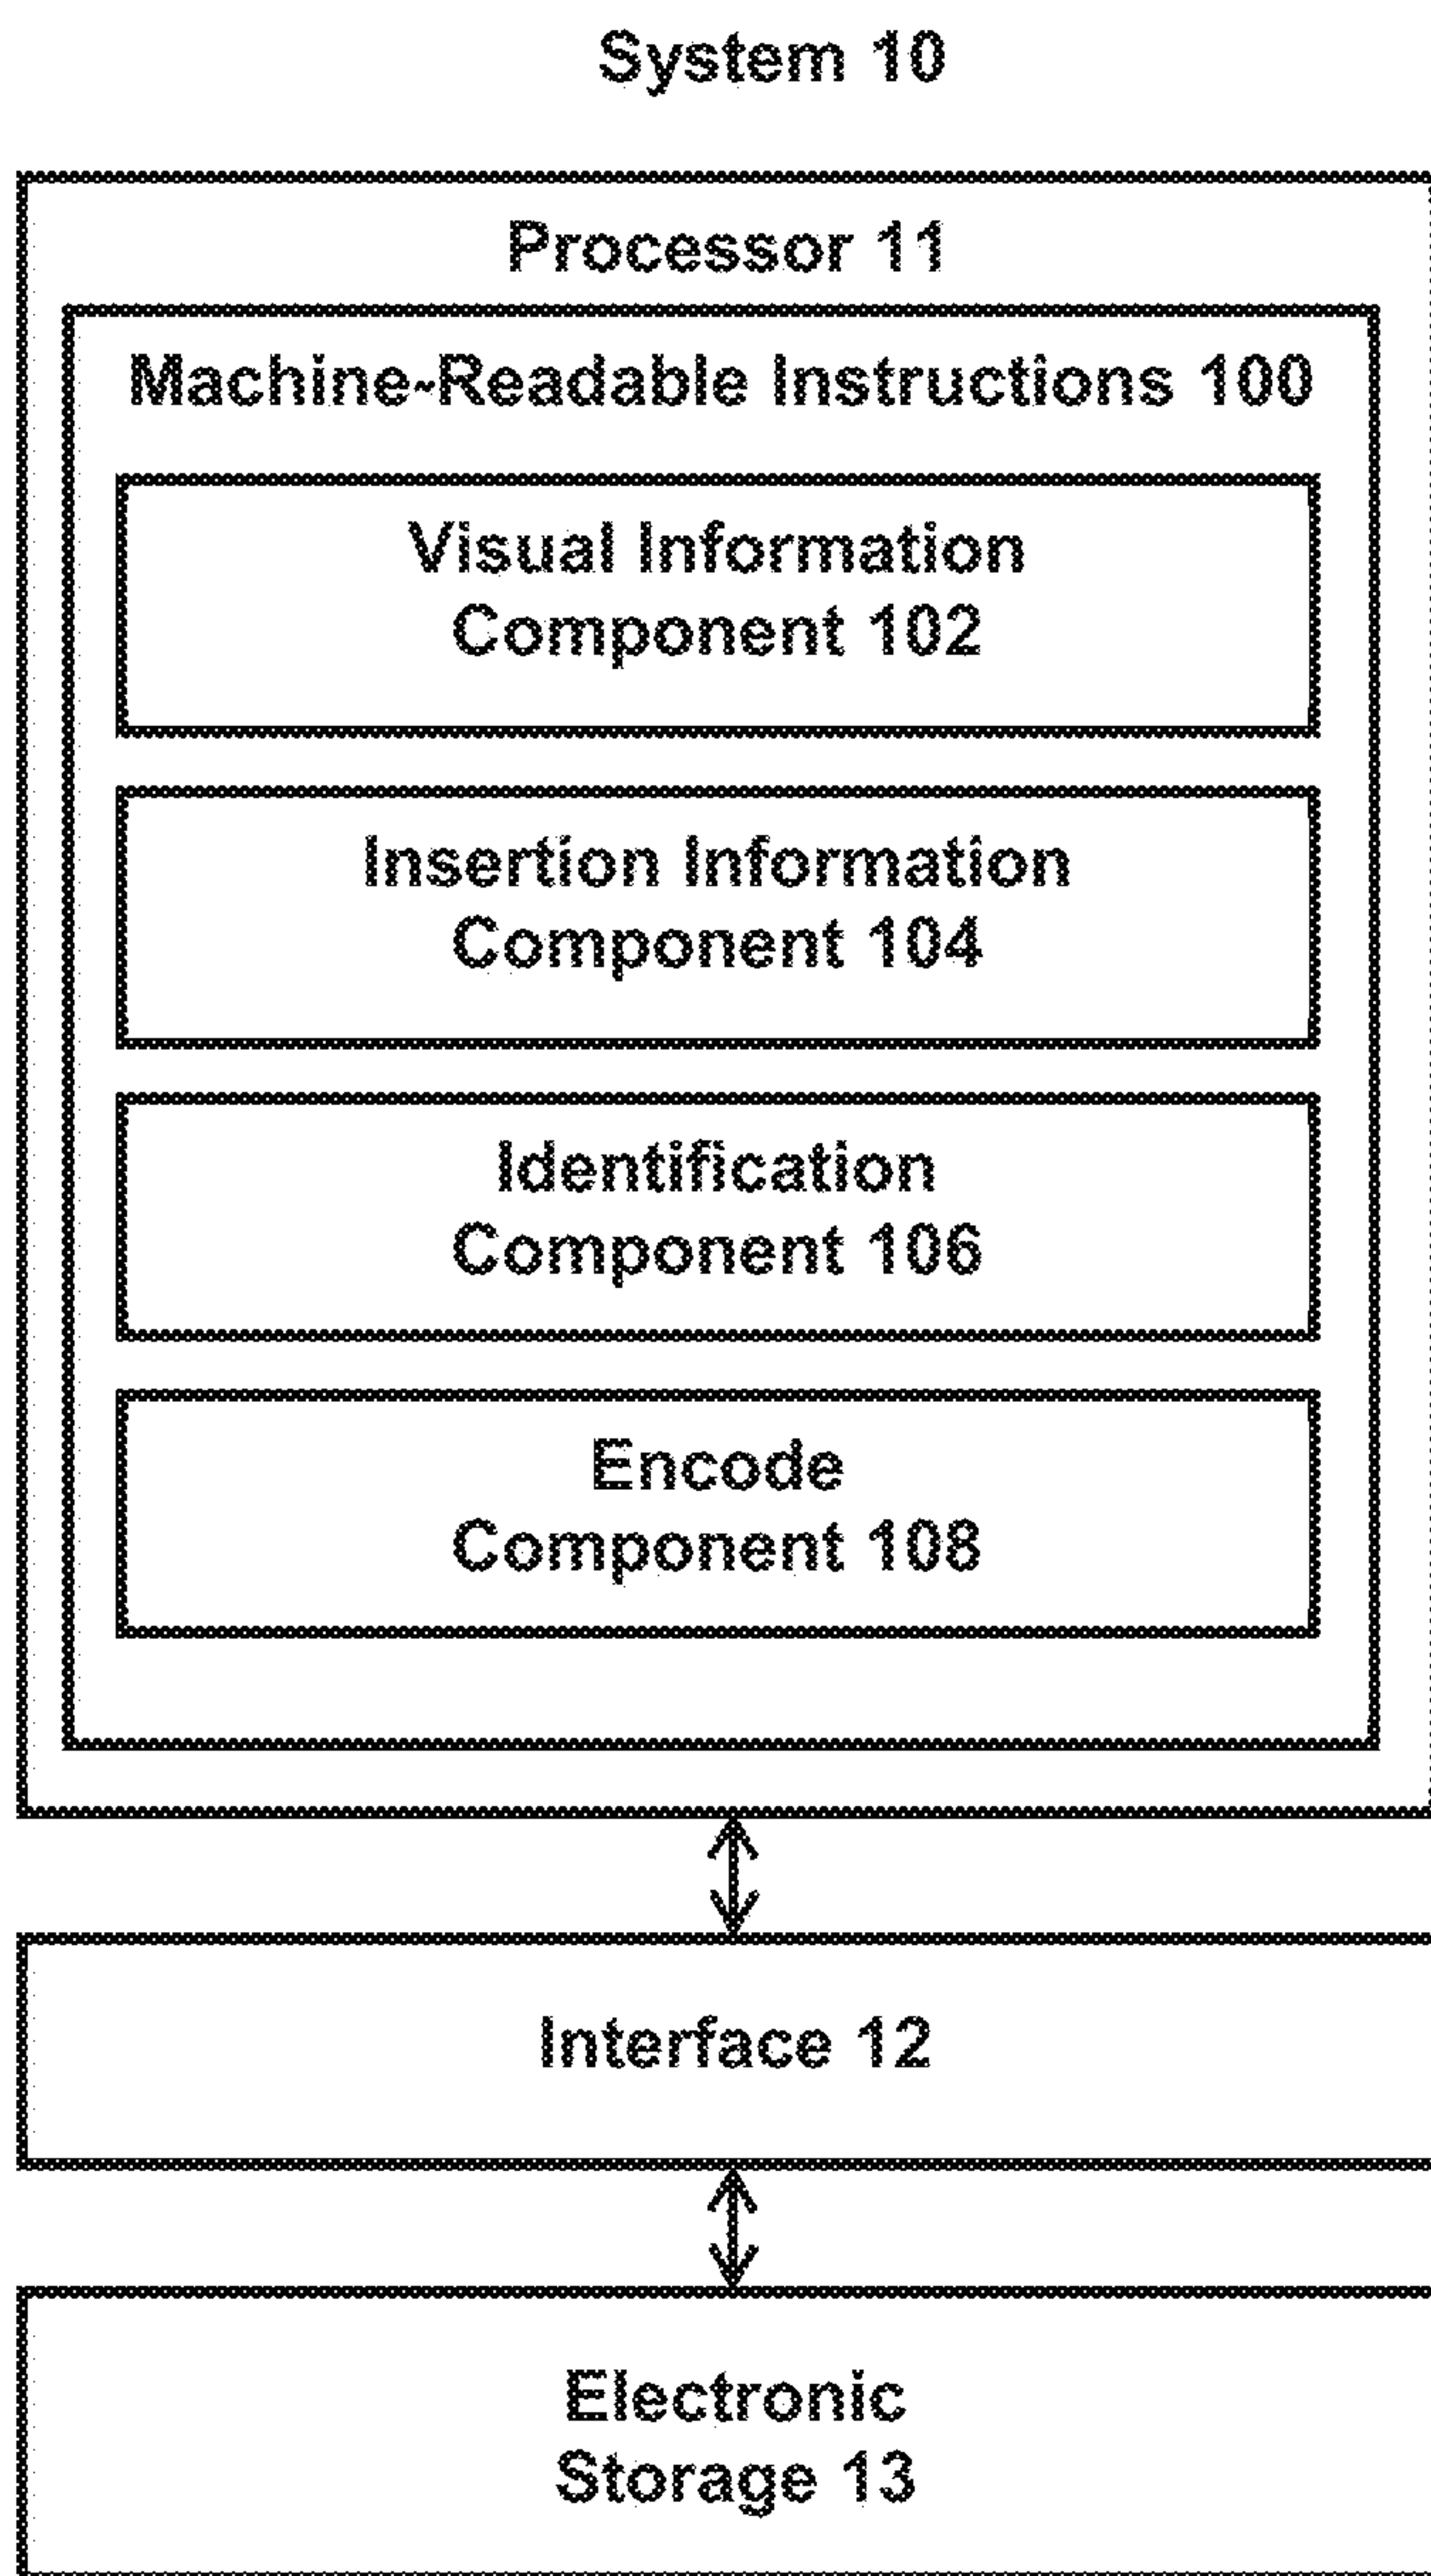 System 10
Processor 11
Machine-Readable Instructions 100
Visual Information
Component 102
Insertion Information
Component 104
Identification
Component 106
Encode
Component 108
Interface 12
Electronic
Storage 13